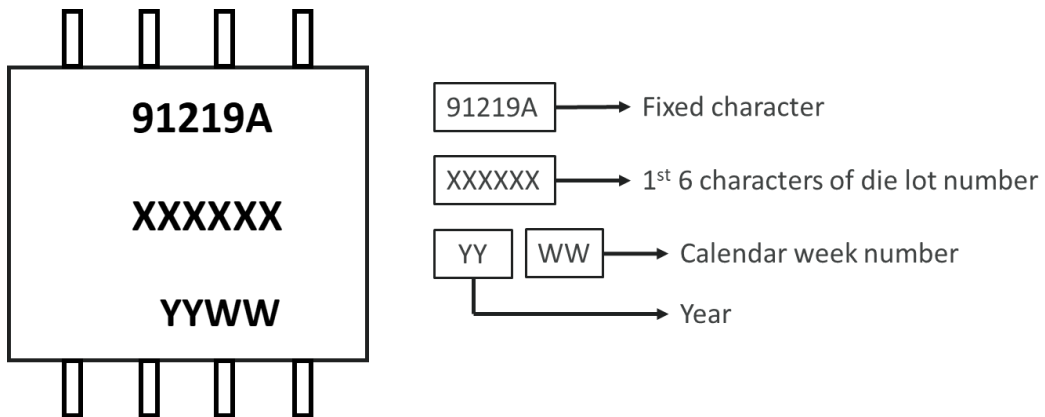 91219A
XXXXXX
YYWW
91219A Fixed character
XXXXXX 1st 6 characters of die lot number
YY WW Calendar week number
Year